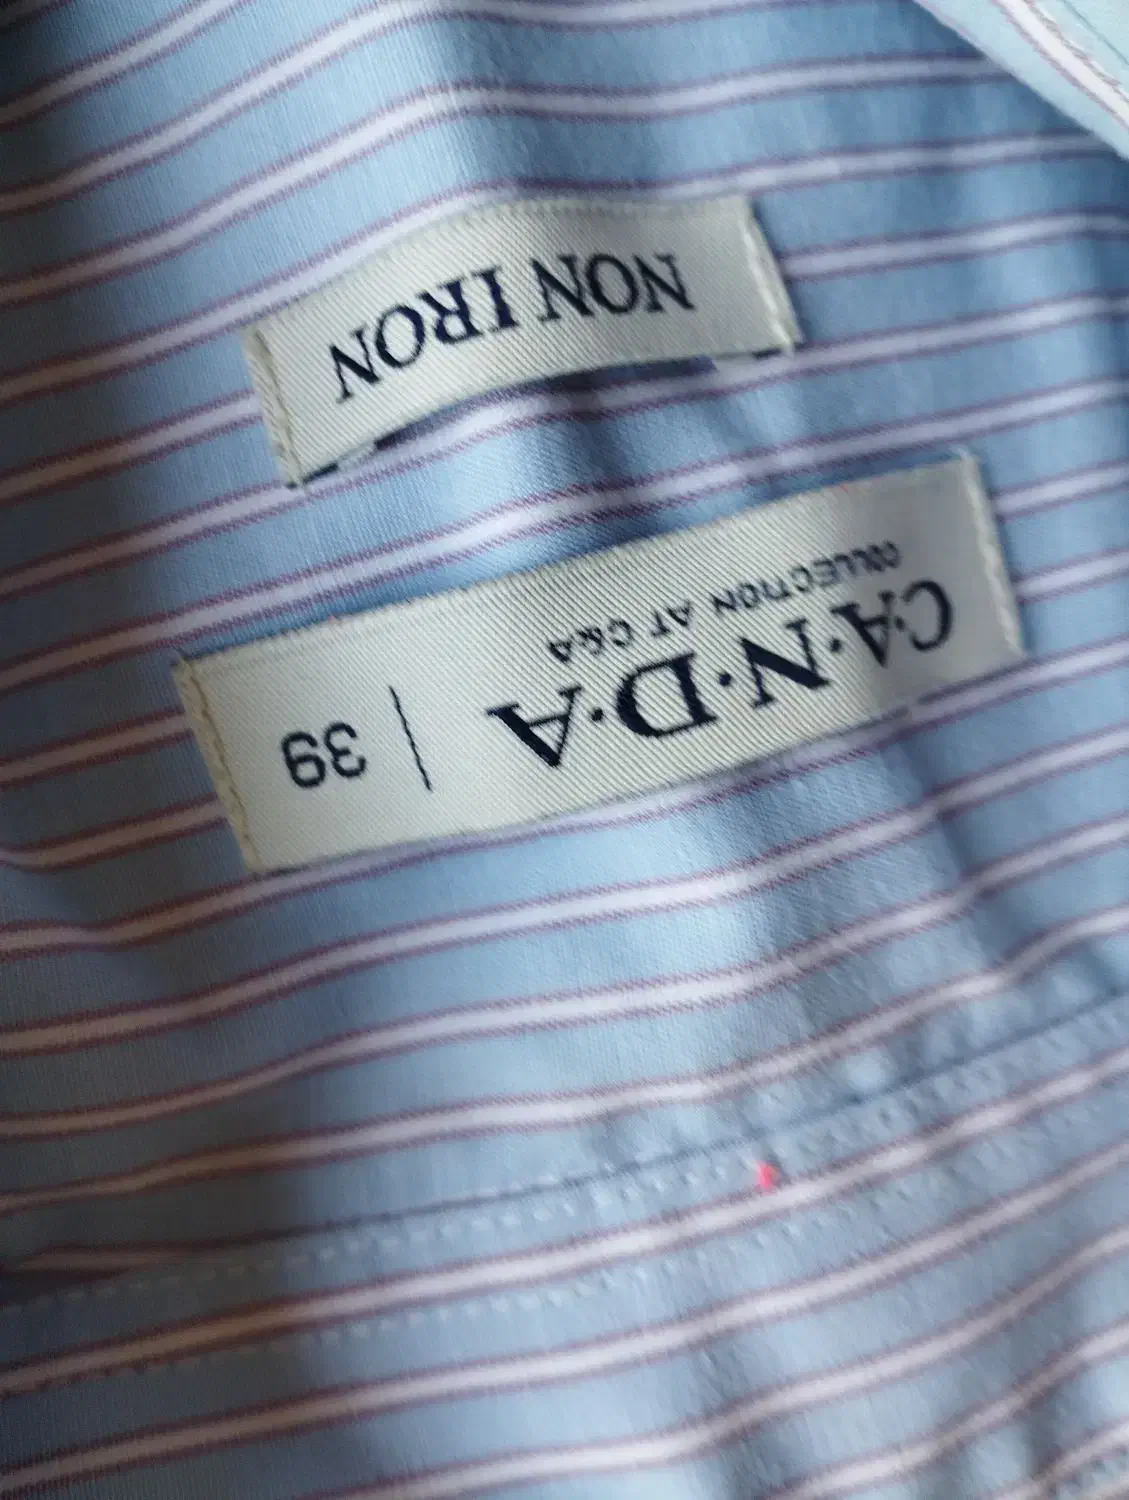 NON IRON
C·A·N·D·A | 39
COLLECTION AT C&A